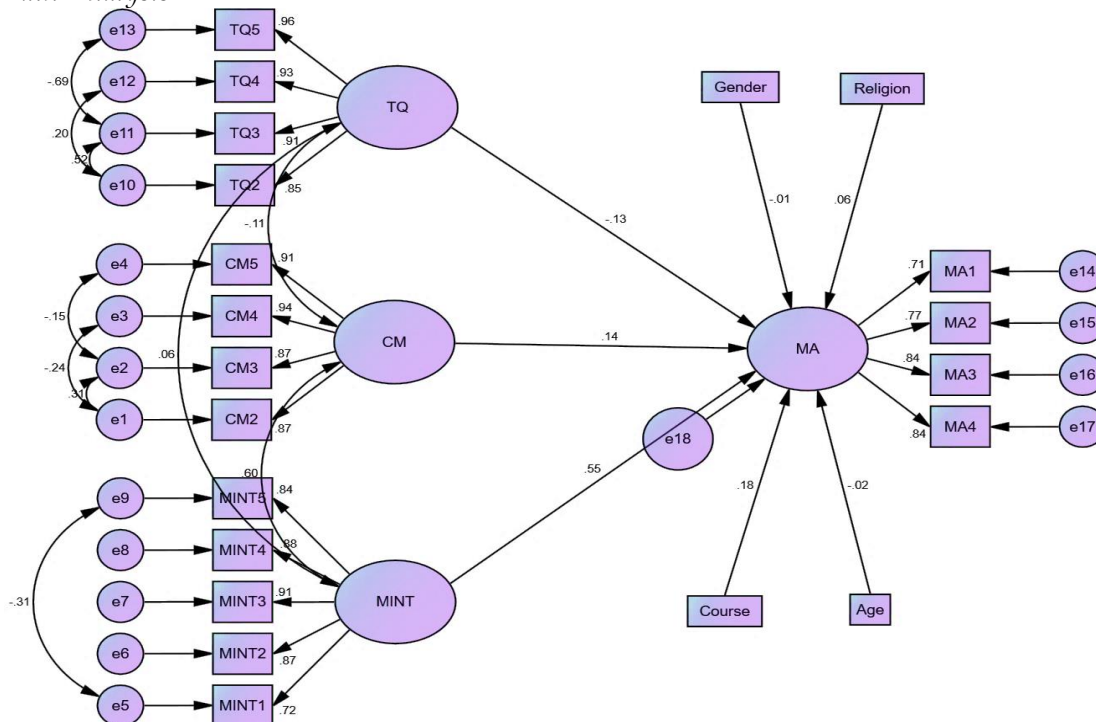 e13 TQ5 .96
e12 TQ4 .93
-.69
TQ
Gender Religion
.20
e11 TQ3 .91
.52
e10 TQ2 .85
-.11
-.13
-.01 .06
e4 CM5 .91
MA1 .71 e14
e3 CM4 .94
-.15
CM
.14
MA
MA2 .77 e15
.06
e2 CM3 .87
-.24
MA3 .84 e16
.31
e1 CM2 .87
MA4 .84 e17
e18
.60
.55
.18 -.02
e9 MINT5 .84
e8 MINT4 .88
-.31
e7 MINT3 .91
MINT
Course Age
e6 MINT2 .87
e5 MINT1 .72